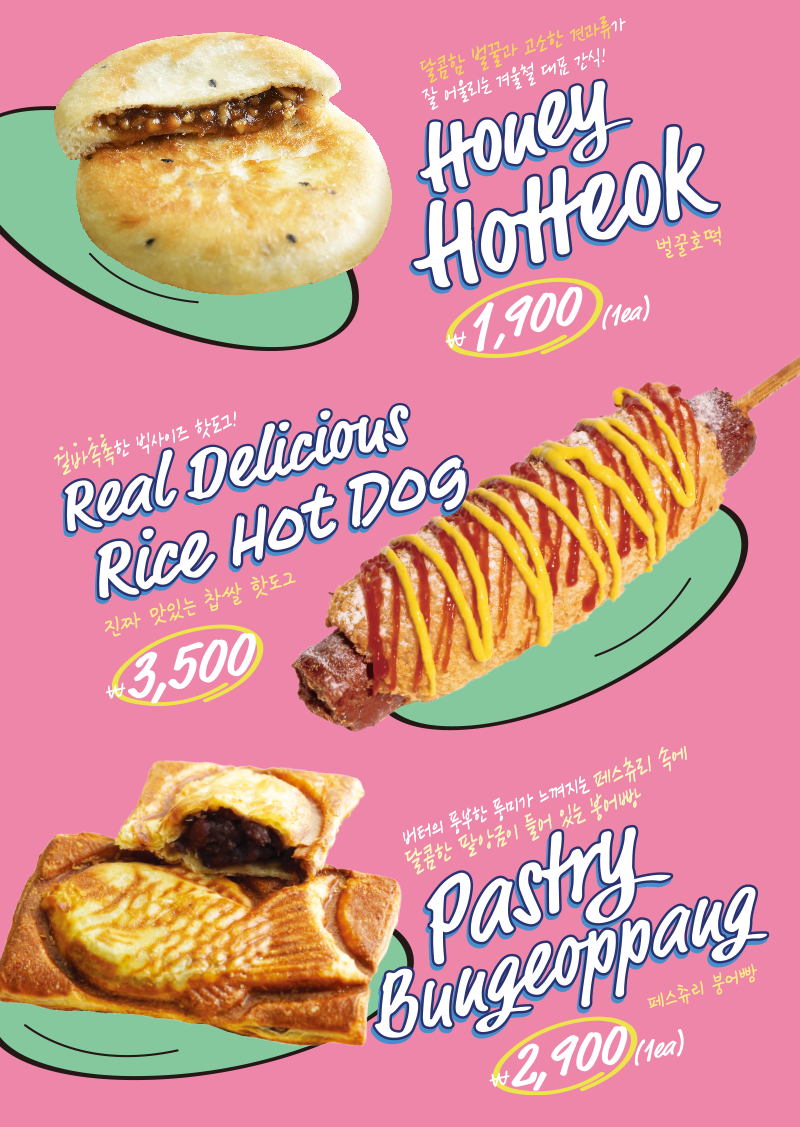 달콤함 벌꿀과 고소한 견과류가
잘 어울리는 겨울철 대표 간식!
Honey
Hotteok
벌꿀호떡
₩1,900 (1ea)
겉바속촉한 빅사이즈 핫도그!
Real Delicious
Rice Hot Dog
진짜 맛있는 찹쌀 핫도그
₩3,500
버터의 풍부한 풍미가 느껴지는 페스츄리 속에
달콤한 팥앙금이 들어 있는 붕어빵
Pastry
Bungeoppang
페스츄리 붕어빵
₩2,900 (1ea)